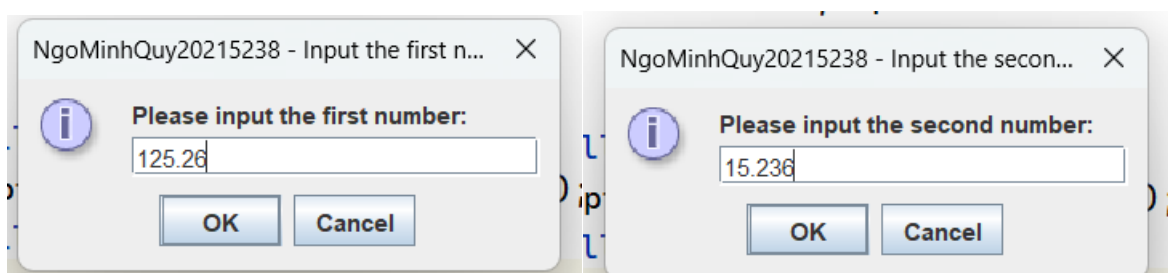 NgoMinhQuy20215238 - Input the first n...
Please input the first number:
125.26
OK Cancel
NgoMinhQuy20215238 - Input the secon...
Please input the second number:
15.236
OK Cancel